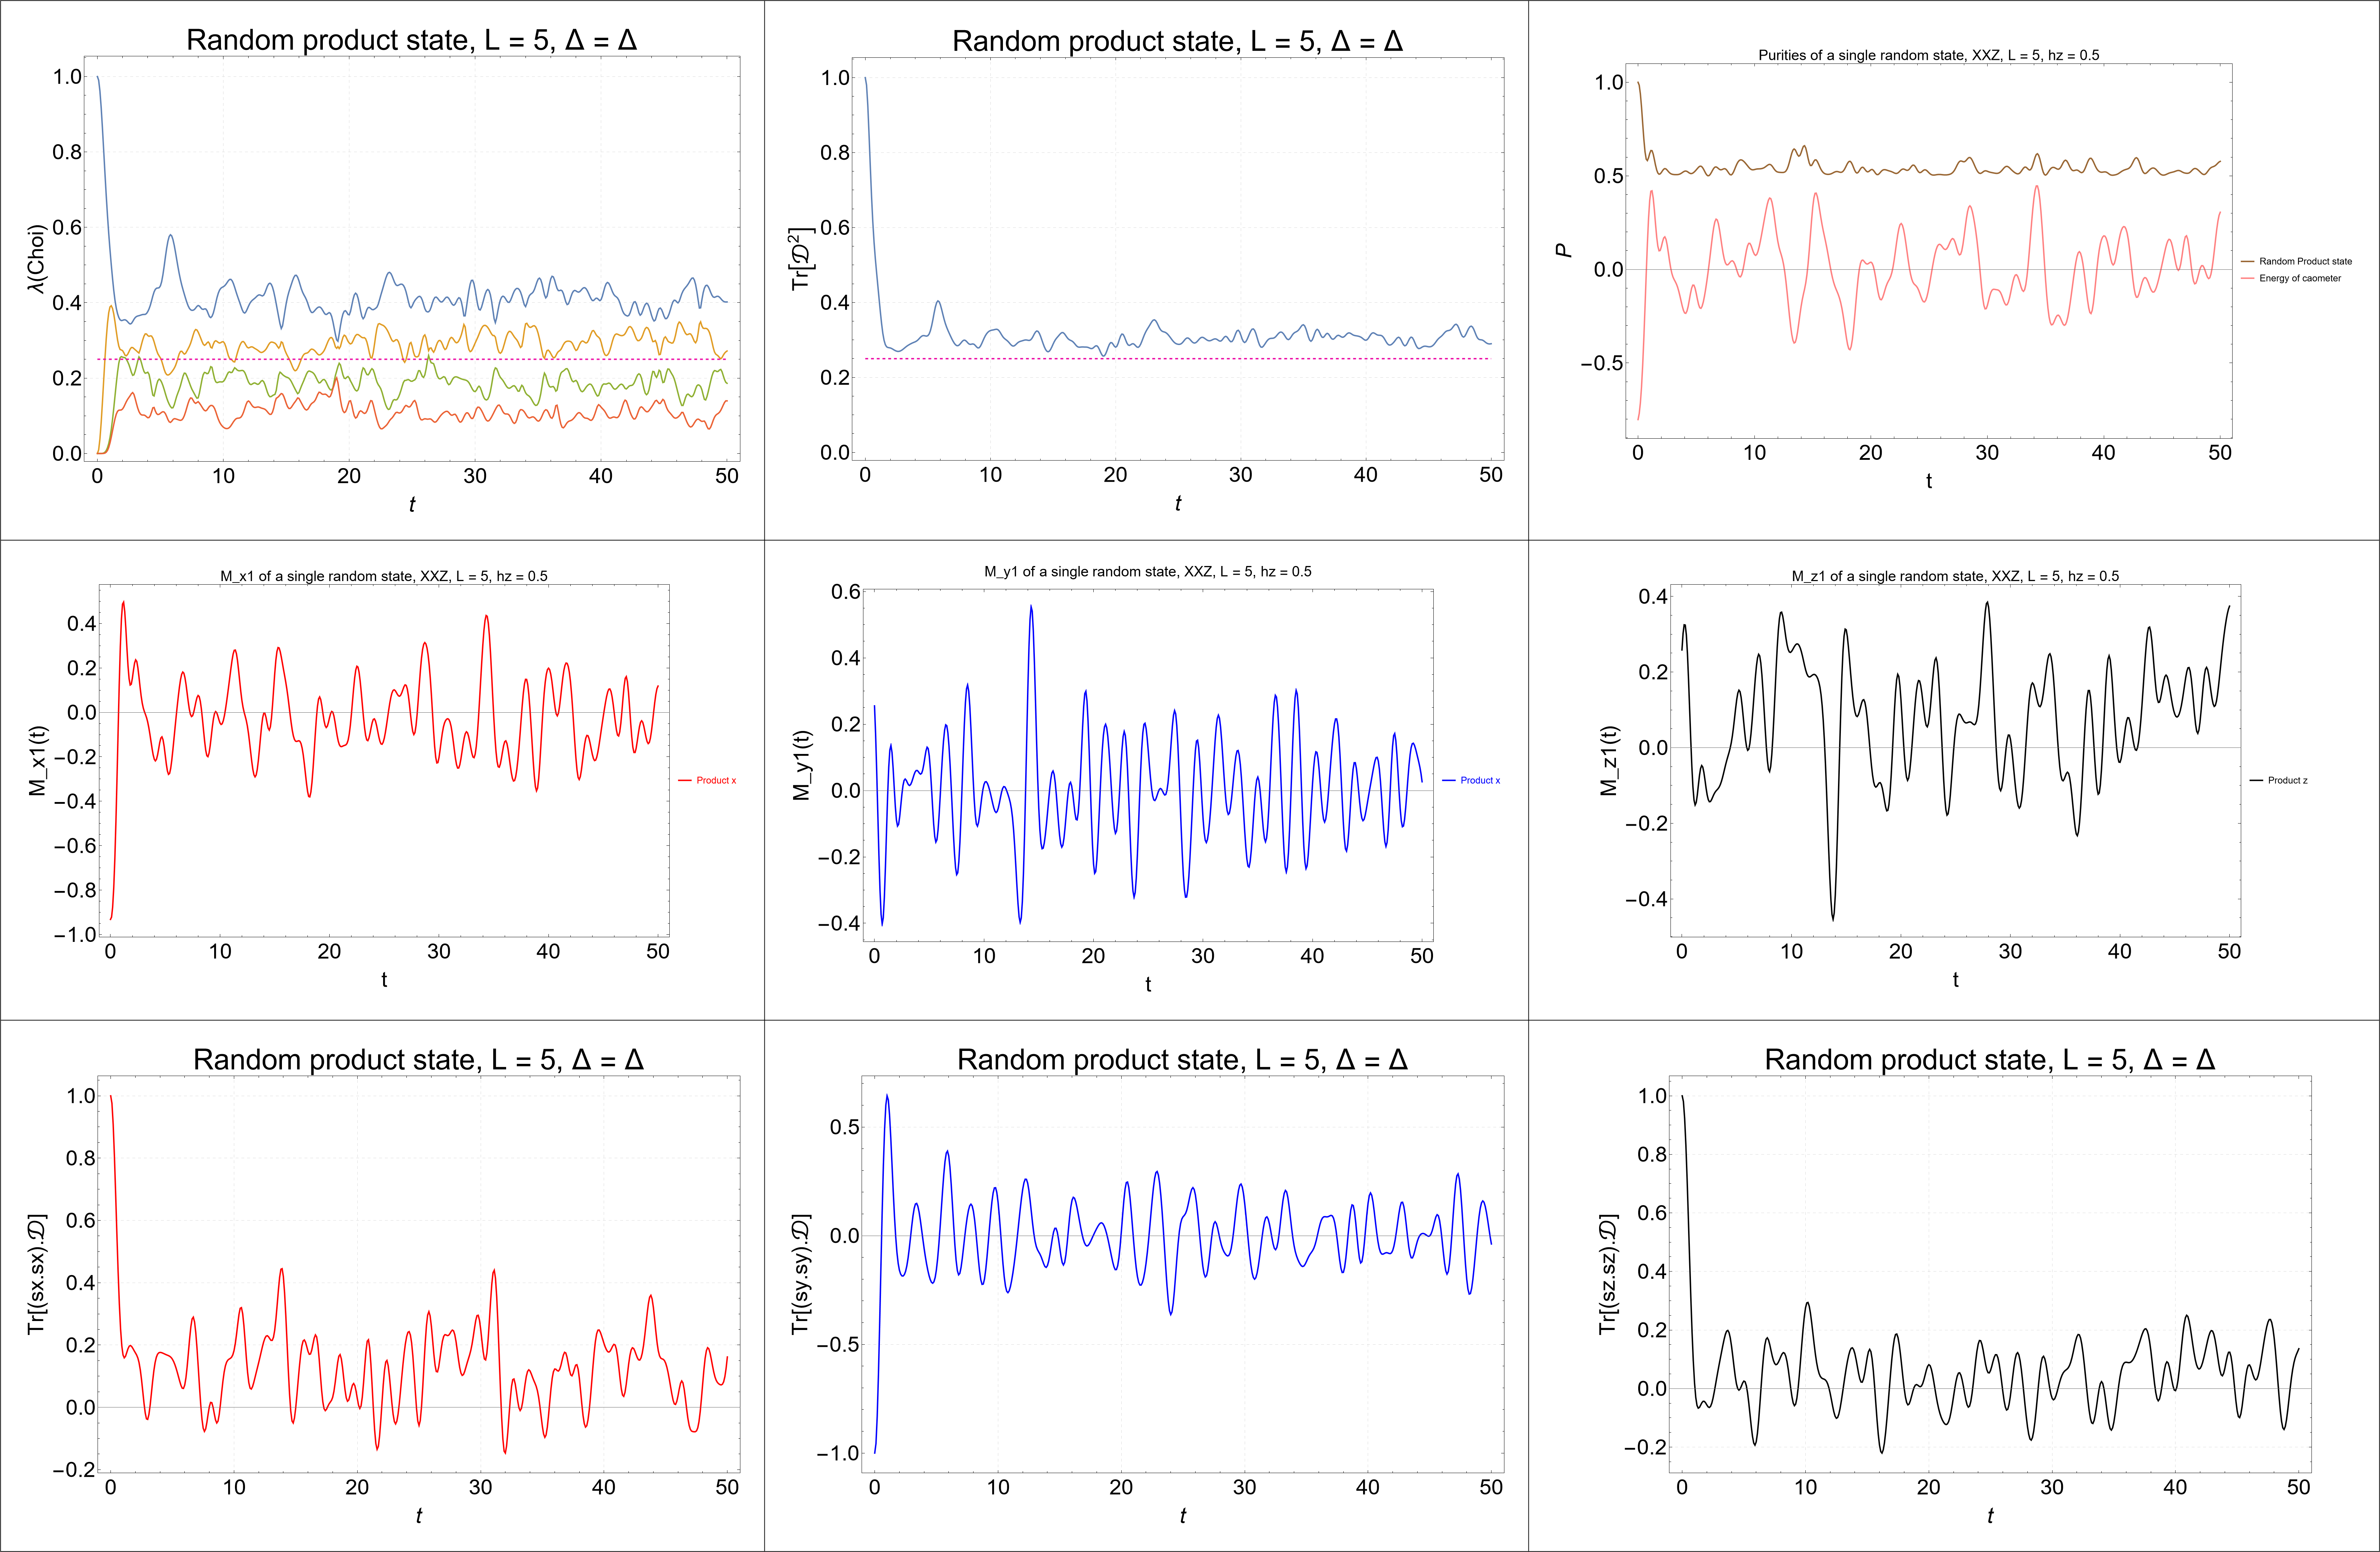 Random product state, L = 5, Δ = Δ
λ(Choi)
1.0
0.8
0.6
0.4
0.2
0.0
0 10 20 30 40 50
t
Random product state, L = 5, Δ = Δ
Tr[𝒟²]
1.0
0.8
0.6
0.4
0.2
0.0
0 10 20 30 40 50
t
Purities of a single random state, XXZ, L = 5, hz = 0.5
P
1.0
0.5
0.0
−0.5
0 10 20 30 40 50
t
Random Product state
Energy of caometer
M_x1 of a single random state, XXZ, L = 5, hz = 0.5
M_x1(t)
0.4
0.2
0.0
−0.2
−0.4
−0.6
−0.8
−1.0
0 10 20 30 40 50
t
Product x
M_y1 of a single random state, XXZ, L = 5, hz = 0.5
M_y1(t)
0.6
0.4
0.2
0.0
−0.2
−0.4
0 10 20 30 40 50
t
Product x
M_z1 of a single random state, XXZ, L = 5, hz = 0.5
M_z1(t)
0.4
0.2
0.0
−0.2
−0.4
0 10 20 30 40 50
t
Product z
Random product state, L = 5, Δ = Δ
Tr[(sx.sx).𝒟]
1.0
0.8
0.6
0.4
0.2
0.0
−0.2
0 10 20 30 40 50
t
Random product state, L = 5, Δ = Δ
Tr[(sy.sy).𝒟]
0.5
0.0
−0.5
−1.0
0 10 20 30 40 50
t
Random product state, L = 5, Δ = Δ
Tr[(sz.sz).𝒟]
1.0
0.8
0.6
0.4
0.2
0.0
−0.2
0 10 20 30 40 50
t